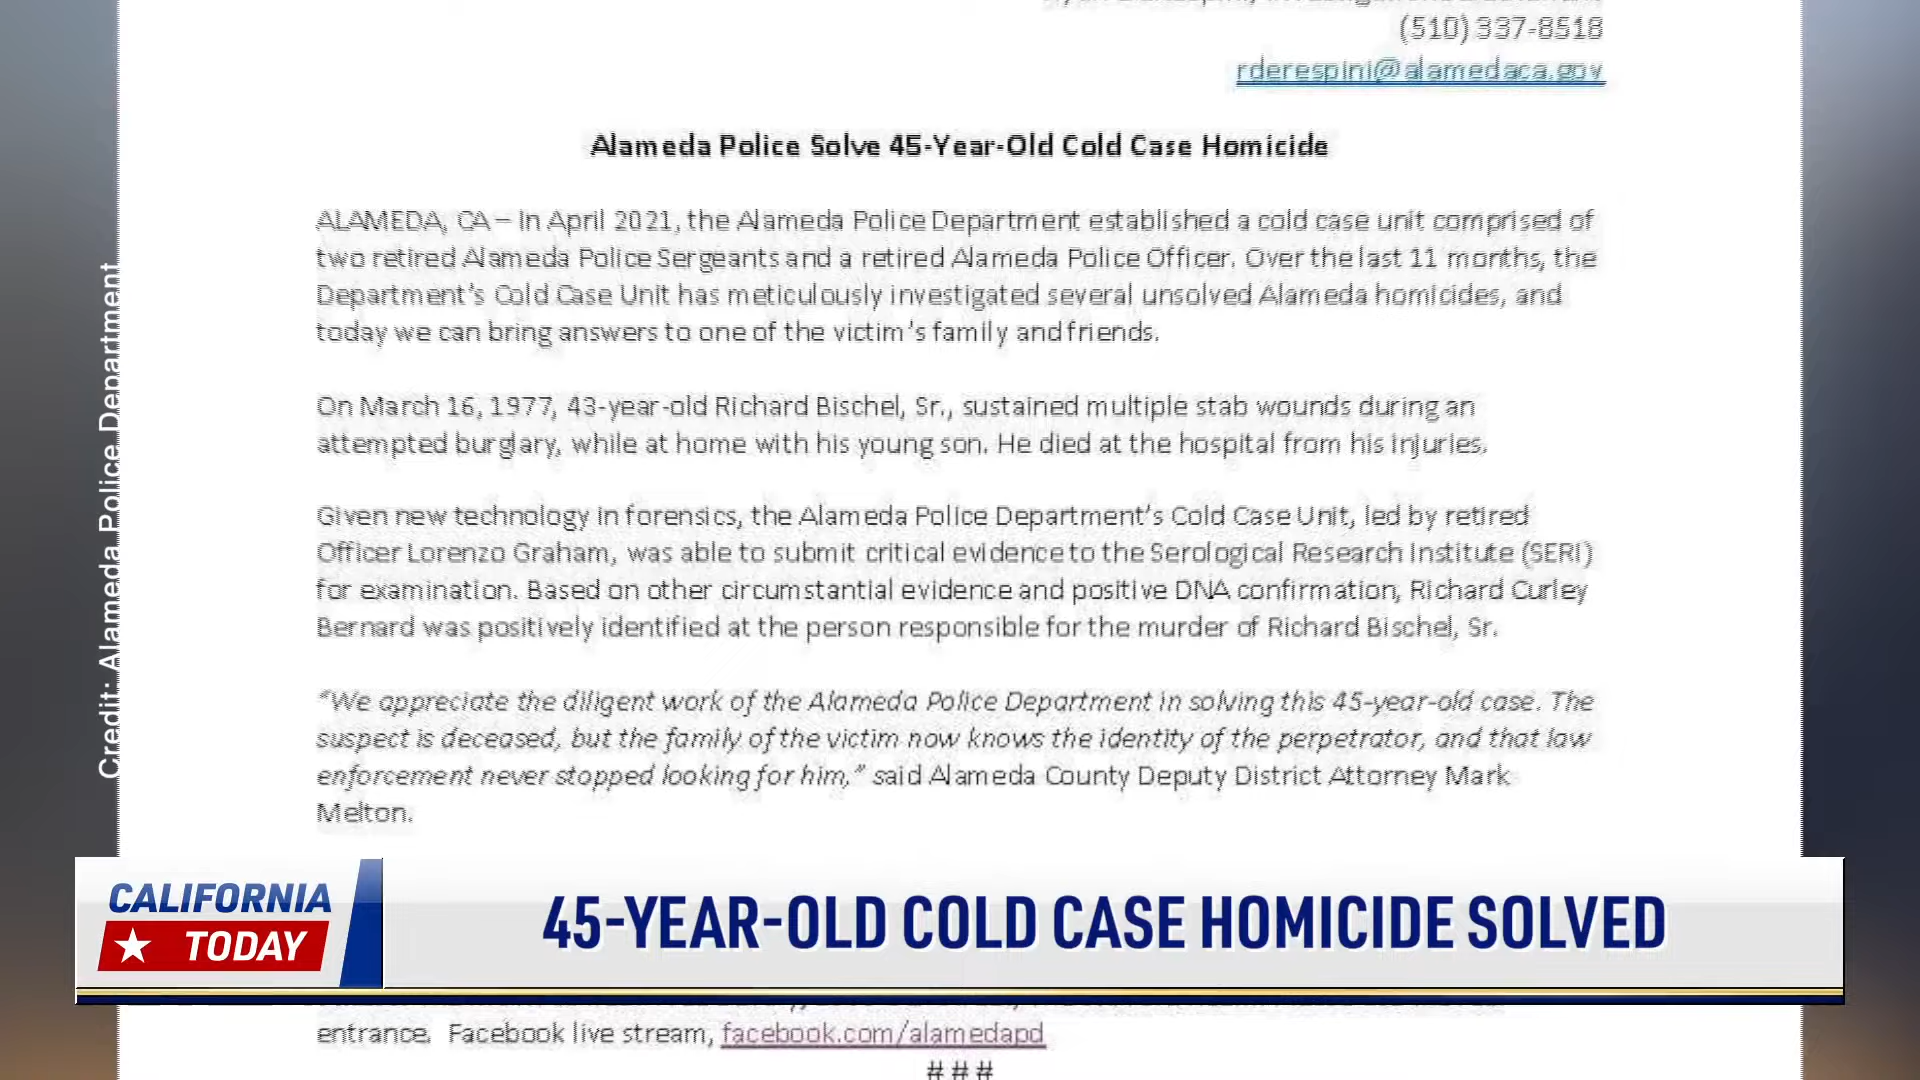 (510) 337-8518
rderespini@alamedaca.gov
Alameda Police Solve 45-Year-Old Cold Case Homicide
ALAMEDA, CA – In April 2021, the Alameda Police Department established a cold case unit comprised of
two retired Alameda Police Sergeants and a retired Alameda Police Officer. Over the last 11 months, the
Department's Cold Case Unit has meticulously investigated several unsolved Alameda homicides, and
today we can bring answers to one of the victim's family and friends.
On March 16, 1977, 43-year-old Richard Bischel, Sr., sustained multiple stab wounds during an
attempted burglary, while at home with his young son. He died at the hospital from his injuries.
Given new technology in forensics, the Alameda Police Department's Cold Case Unit, led by retired
Officer Lorenzo Graham, was able to submit critical evidence to the Serological Research Institute (SERI)
for examination. Based on other circumstantial evidence and positive DNA confirmation, Richard Curley
Bernard was positively identified at the person responsible for the murder of Richard Bischel, Sr.
"We appreciate the diligent work of the Alameda Police Department in solving this 45-year-old case. The
suspect is deceased, but the family of the victim now knows the identity of the perpetrator, and that law
enforcement never stopped looking for him," said Alameda County Deputy District Attorney Mark
Melton.
entrance. Facebook live stream, facebook.com/alamedapd
###
Credit: Alameda Police Department
CALIFORNIA
TODAY
45-YEAR-OLD COLD CASE HOMICIDE SOLVED